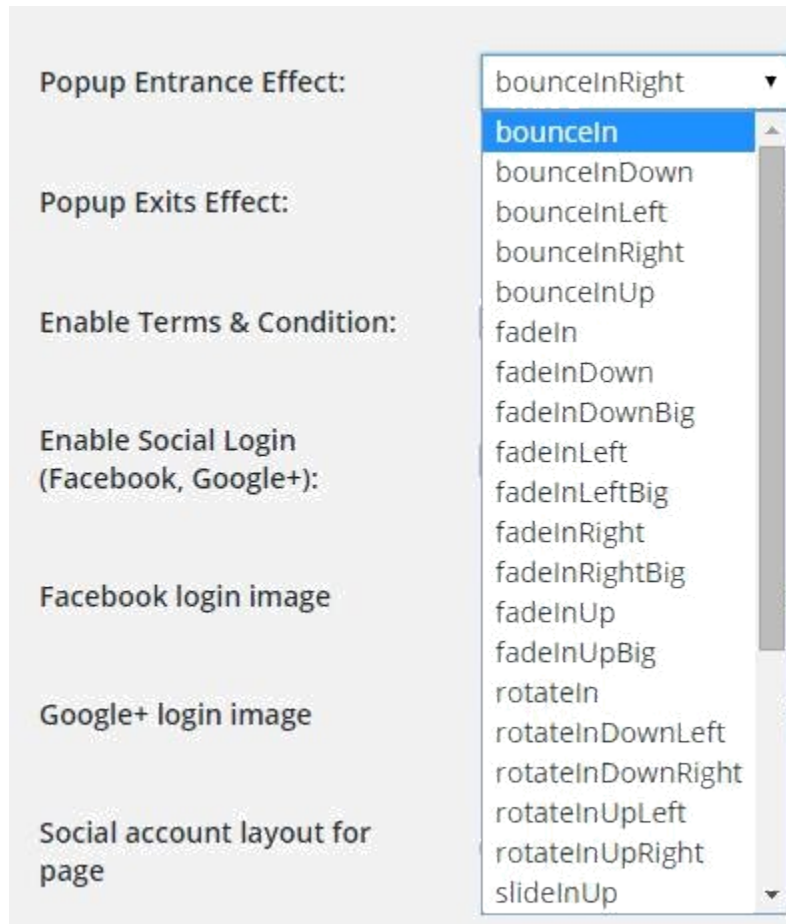 Popup Entrance Effect:
bounceInRight
Popup Exits Effect:
Enable Terms & Condition:
Enable Social Login
(Facebook, Google+):
Facebook login image
Google+ login image
Social account layout for
page
bounceIn
bounceInDown
bounceInLeft
bounceInRight
bounceInUp
fadeIn
fadeInDown
fadeInDownBig
fadeInLeft
fadeInLeftBig
fadeInRight
fadeInRightBig
fadeInUp
fadeInUpBig
rotateIn
rotateInDownLeft
rotateInDownRight
rotateInUpLeft
rotateInUpRight
slideInUp